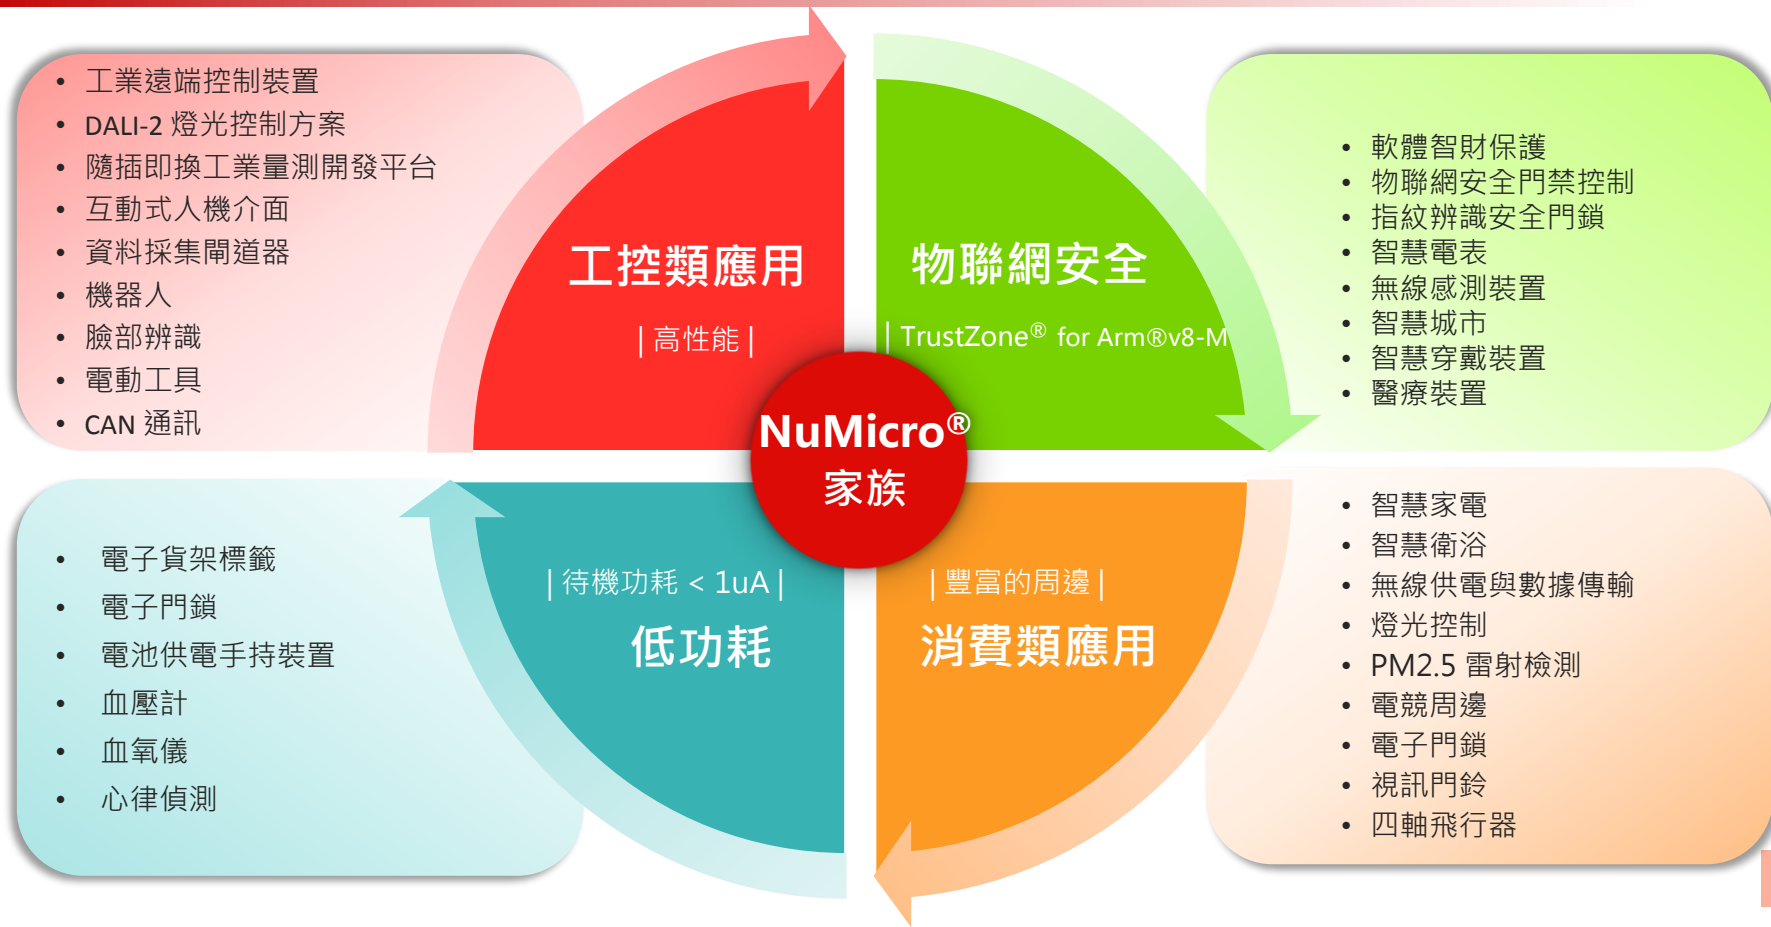 • 工業遠端控制裝置
• DALI-2 燈光控制方案
• 隨插即換工業量測開發平台
• 互動式人機介面
• 資料採集閘道器
• 機器人
• 臉部辨識
• 電動工具
• CAN 通訊
工控類應用
| 高性能 |
物聯網安全
| TrustZone® for Arm®v8-M
• 軟體智財保護
• 物聯網安全門禁控制
• 指紋辨識安全門鎖
• 智慧電表
• 無線感測裝置
• 智慧城市
• 智慧穿戴裝置
• 醫療裝置
NuMicro®
家族
• 電子貨架標籤
• 電子門鎖
• 電池供電手持裝置
• 血壓計
• 血氧儀
• 心律偵測
| 待機功耗 < 1uA |
低功耗
| 豐富的周邊 |
消費類應用
• 智慧家電
• 智慧衛浴
• 無線供電與數據傳輸
• 燈光控制
• PM2.5 雷射檢測
• 電競周邊
• 電子門鎖
• 視訊門鈴
• 四軸飛行器